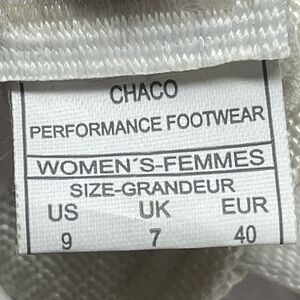 CHACO
PERFORMANCE FOOTWEAR
WOMEN´S-FEMMES
SIZE-GRANDEUR
US UK EUR
9 7 40